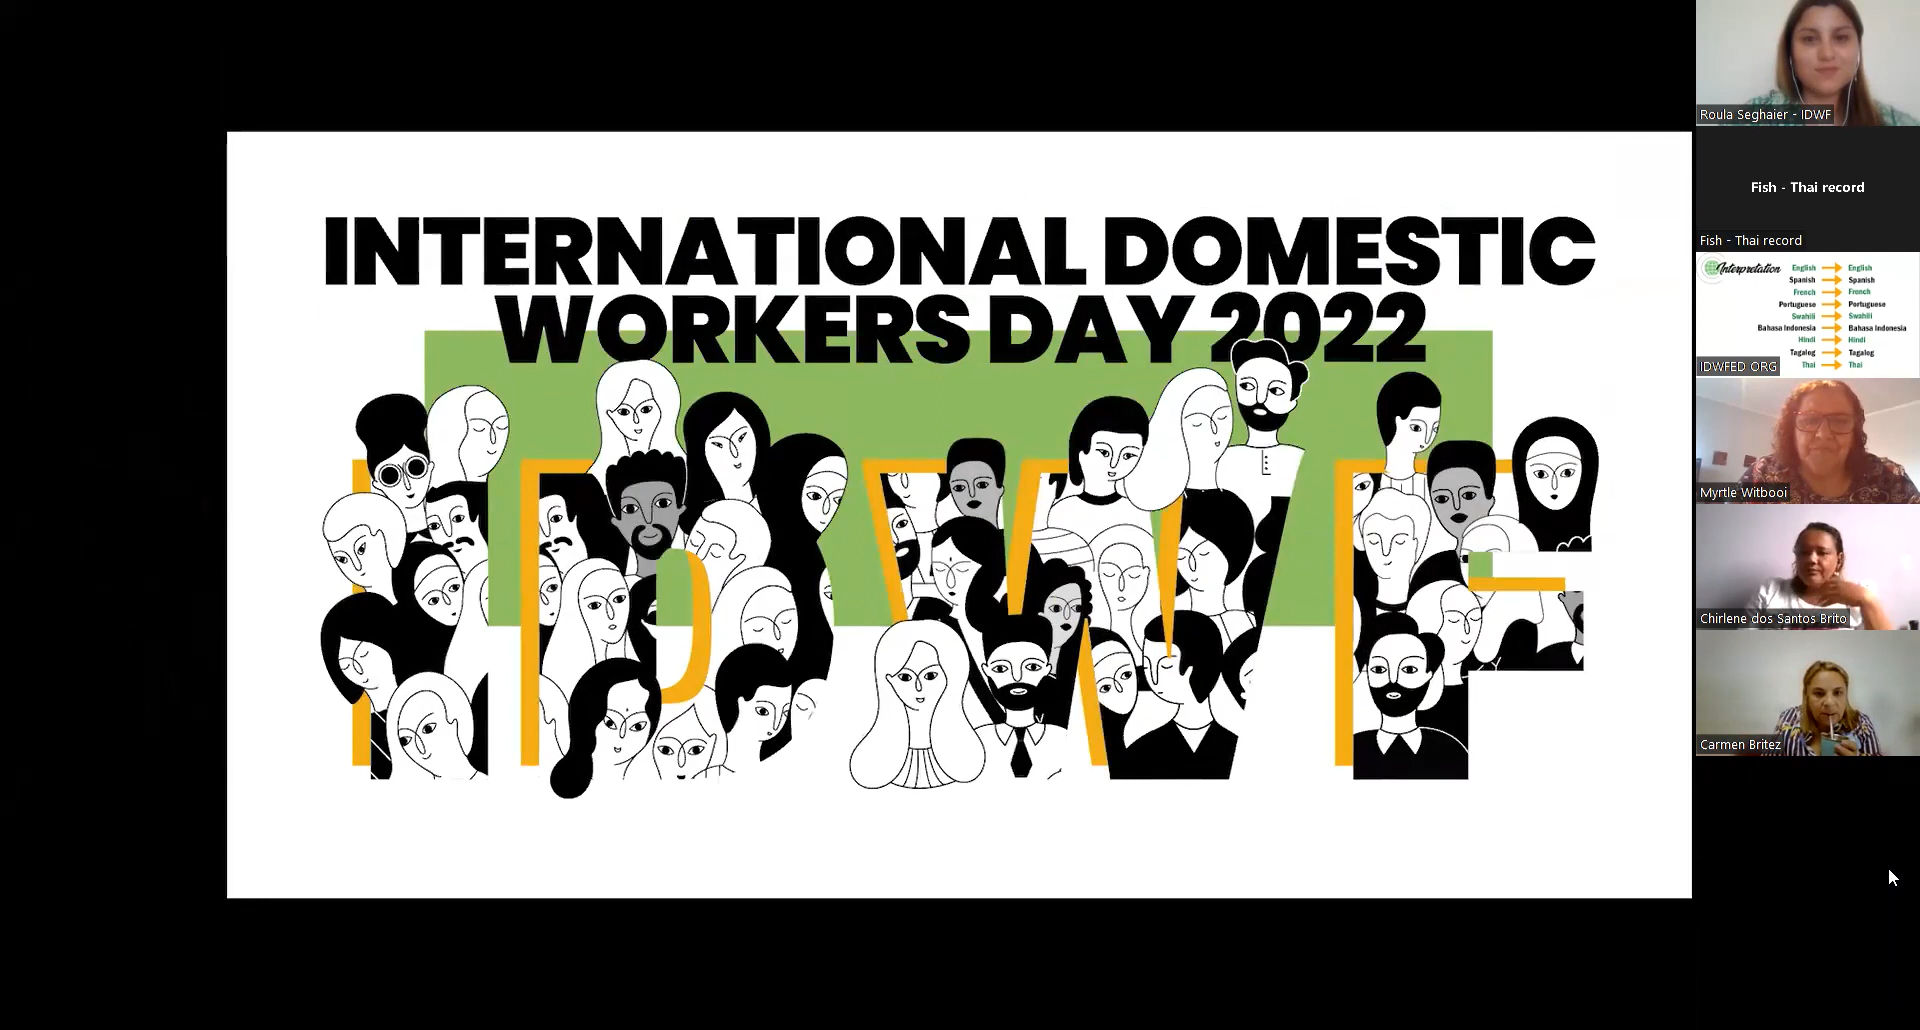 INTERNATIONAL DOMESTIC
WORKERS DAY 2022
IDWF
Roula Seghaier - IDWF
Fish - Thai record
Fish - Thai record
Interpretation
English → English
Spanish → Spanish
French → French
Portuguese → Portuguese
Swahili → Swahili
Bahasa Indonesia → Bahasa Indonesia
Hindi → Hindi
Tagalog → Tagalog
Thai → Thai
IDWFED ORG
Myrtle Witbooi
Chirlene dos Santos Brito
Carmen Britez